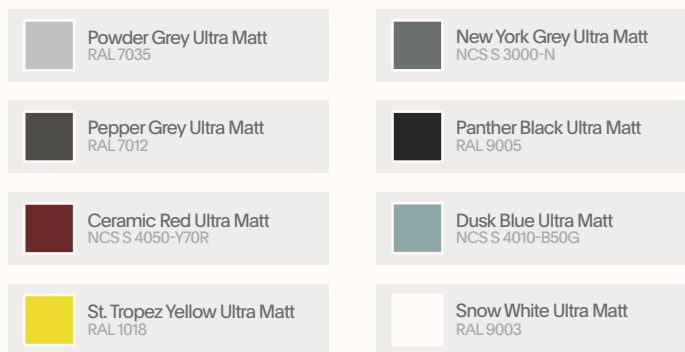 Powder Grey Ultra Matt
RAL 7035
New York Grey Ultra Matt
NCS S 3000-N
Pepper Grey Ultra Matt
RAL 7012
Panther Black Ultra Matt
RAL 9005
Ceramic Red Ultra Matt
NCS S 4050-Y70R
Dusk Blue Ultra Matt
NCS S 4010-B50G
St. Tropez Yellow Ultra Matt
RAL 1018
Snow White Ultra Matt
RAL 9003